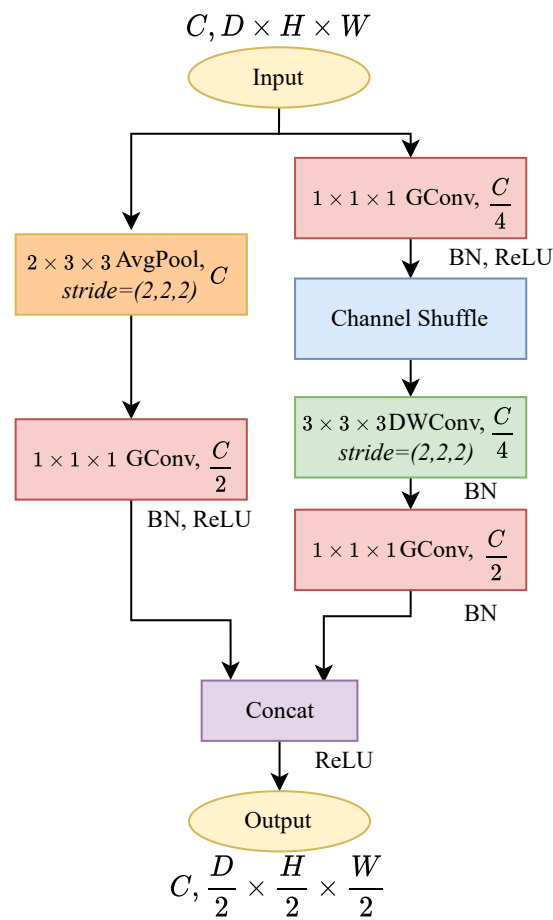 C, D × H × W
Input
1 × 1 × 1 GConv, C/4
BN, ReLU
2 × 3 × 3 AvgPool, C
stride=(2,2,2)
Channel Shuffle
3 × 3 × 3DWConv, C/4
stride=(2,2,2)
BN
1 × 1 × 1 GConv, C/2
BN, ReLU
1 × 1 × 1 GConv, C/2
BN
Concat
ReLU
Output
C, D/2 × H/2 × W/2